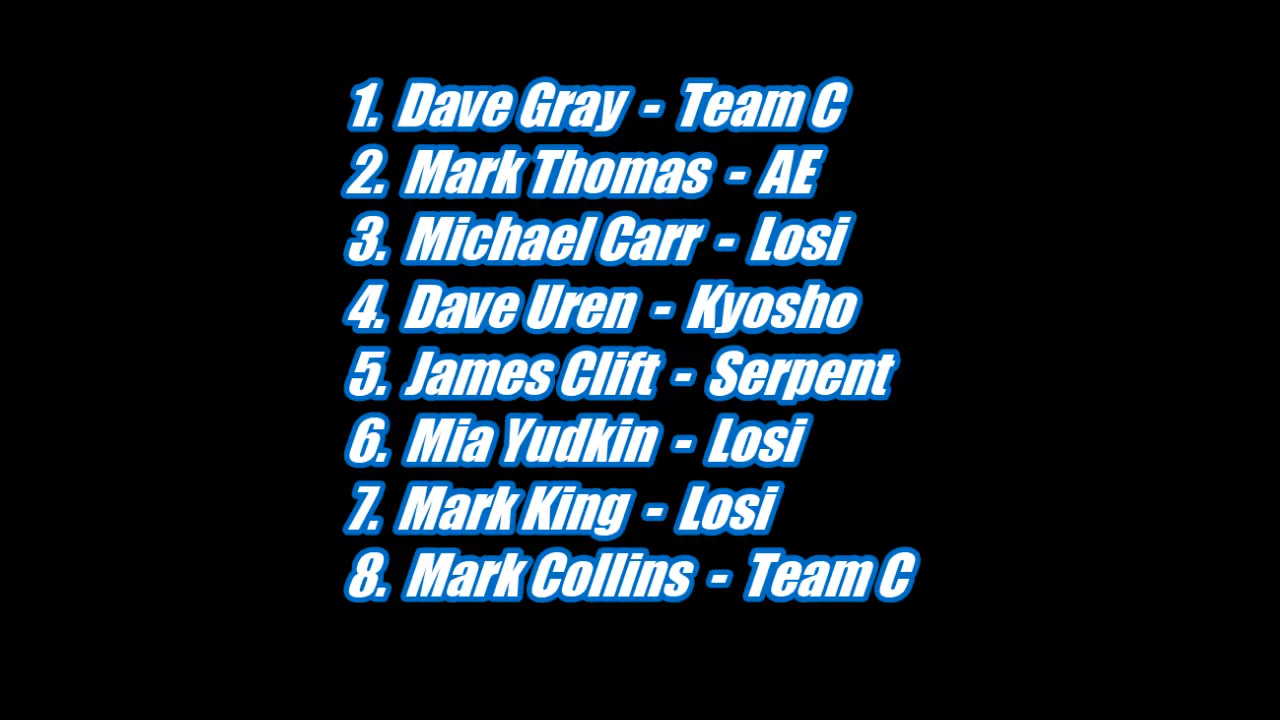 1. Dave Gray - Team C
2. Mark Thomas - AE
3. Michael Carr - Losi
4. Dave Uren - Kyosho
5. James Clift - Serpent
6. Mia Yudkin - Losi
7. Mark King - Losi
8. Mark Collins - Team C